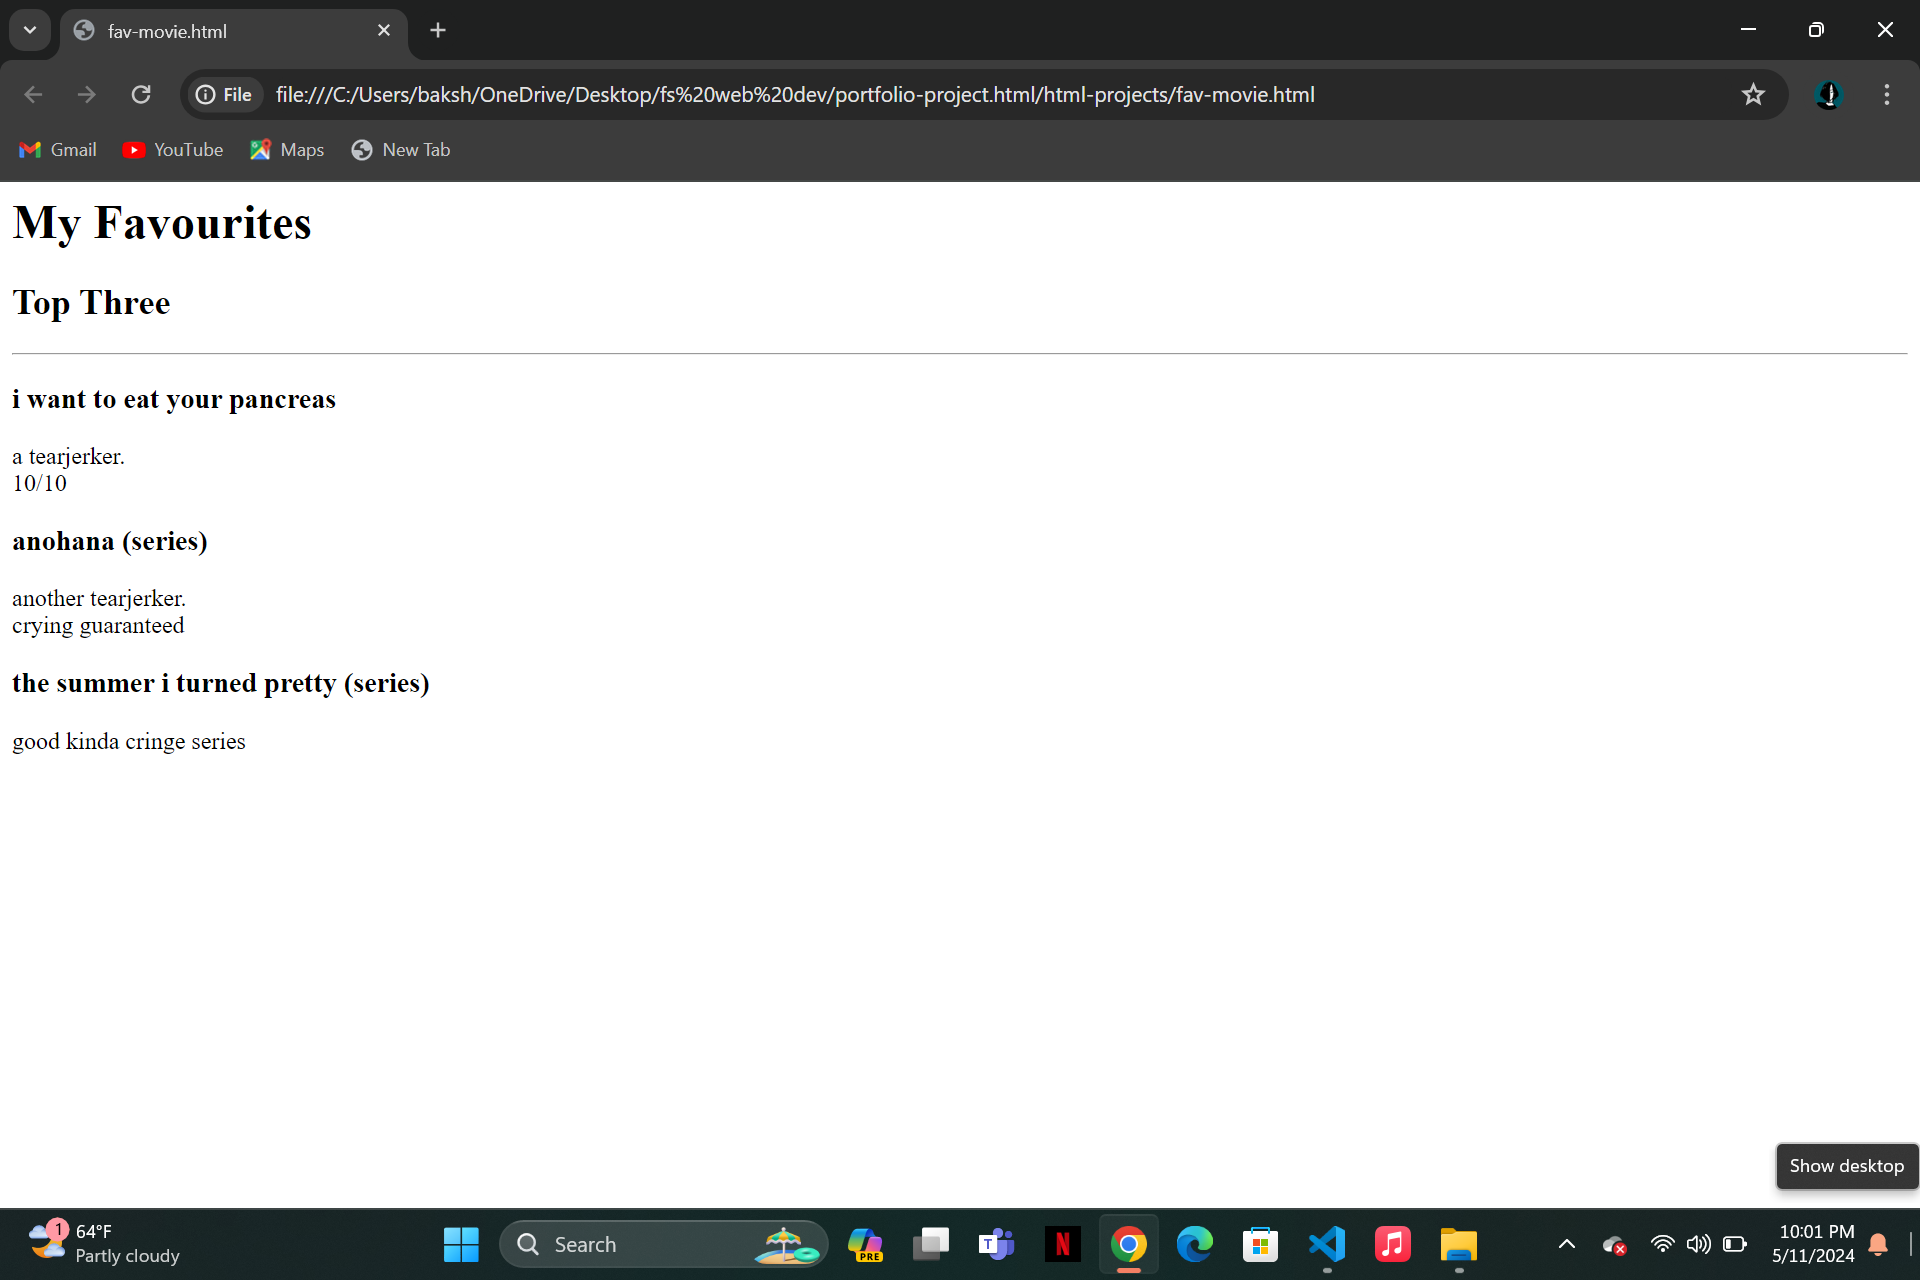 fav-movie.html
File
file:///C:/Users/baksh/OneDrive/Desktop/fs%20web%20dev/portfolio-project.html/html-projects/fav-movie.html
Gmail
YouTube
Maps
New Tab
My Favourites
Top Three
i want to eat your pancreas
a tearjerker.
10/10
anohana (series)
another tearjerker.
crying guaranteed
the summer i turned pretty (series)
good kinda cringe series
Show desktop
1
64°F
Partly cloudy
Search
PRE
T
N
10:01 PM
5/11/2024